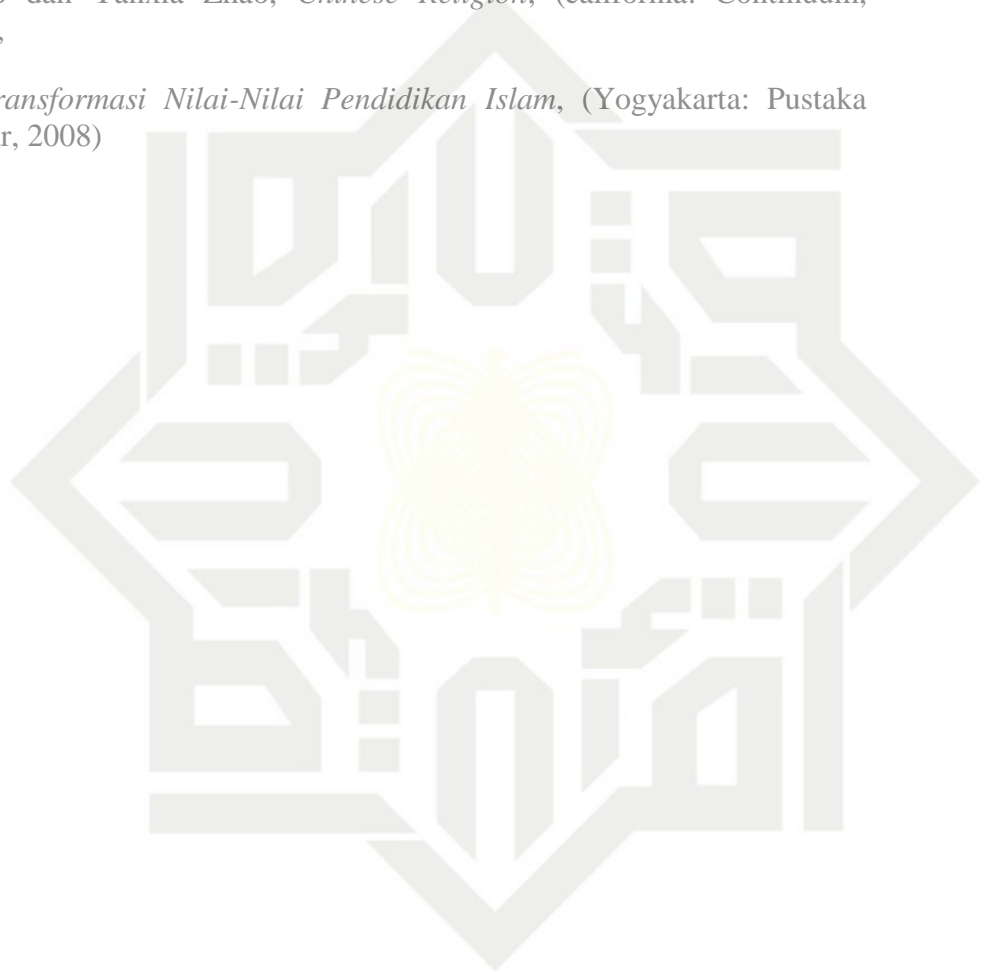 dan Yanxia Zhao, Chinese Religion, (california: Continuum,
ransformasi Nilai-Nilai Pendidikan Islam, (Yogyakarta: Pustaka
r, 2008)